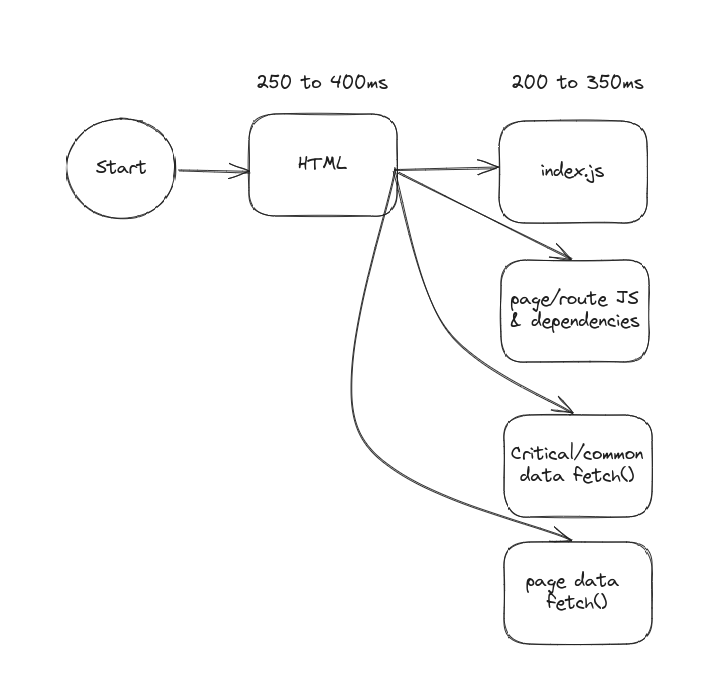 250 to 400ms
200 to 350ms
Start
HTML
index.js
page/route JS
& dependencies
Critical/common
data fetch()
page data
fetch()